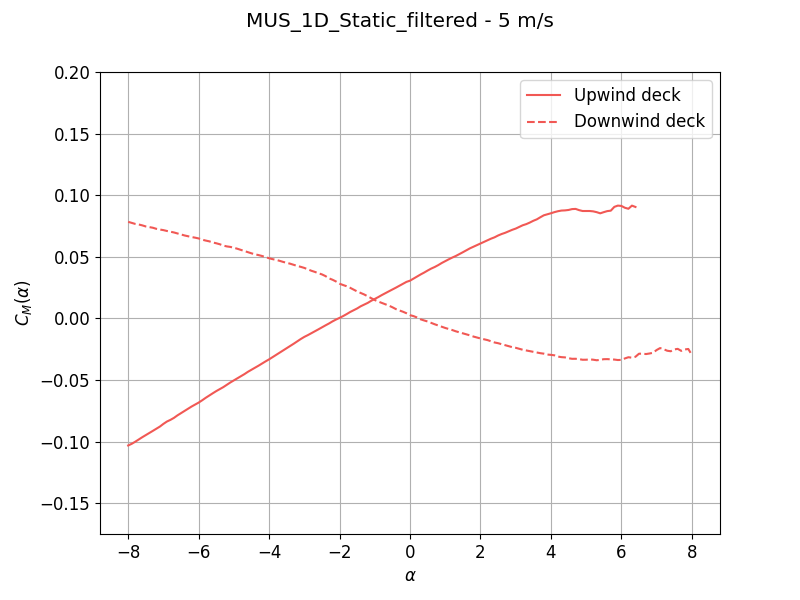 MUS_1D_Static_filtered - 5 m/s
Upwind deck
Downwind deck
0.20
0.15
0.10
0.05
0.00
−0.05
−0.10
−0.15
C_M(α)
−8 −6 −4 −2 0 2 4 6 8
α